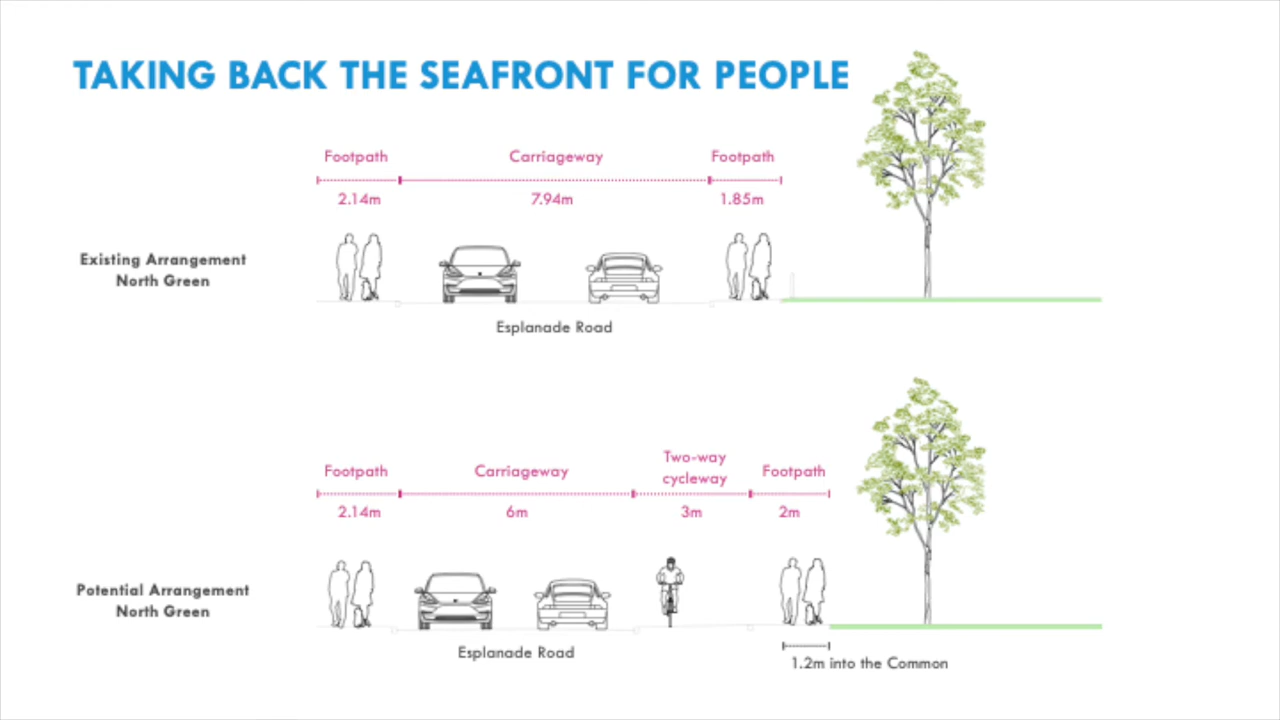 TAKING BACK THE SEAFRONT FOR PEOPLE
Footpath
Carriageway
Footpath
2.14m
7.94m
1.85m
Existing Arrangement
North Green
Esplanade Road
Footpath
Carriageway
Two-way
cycleway
Footpath
2.14m
6m
3m
2m
Potential Arrangement
North Green
Esplanade Road
1.2m into the Common